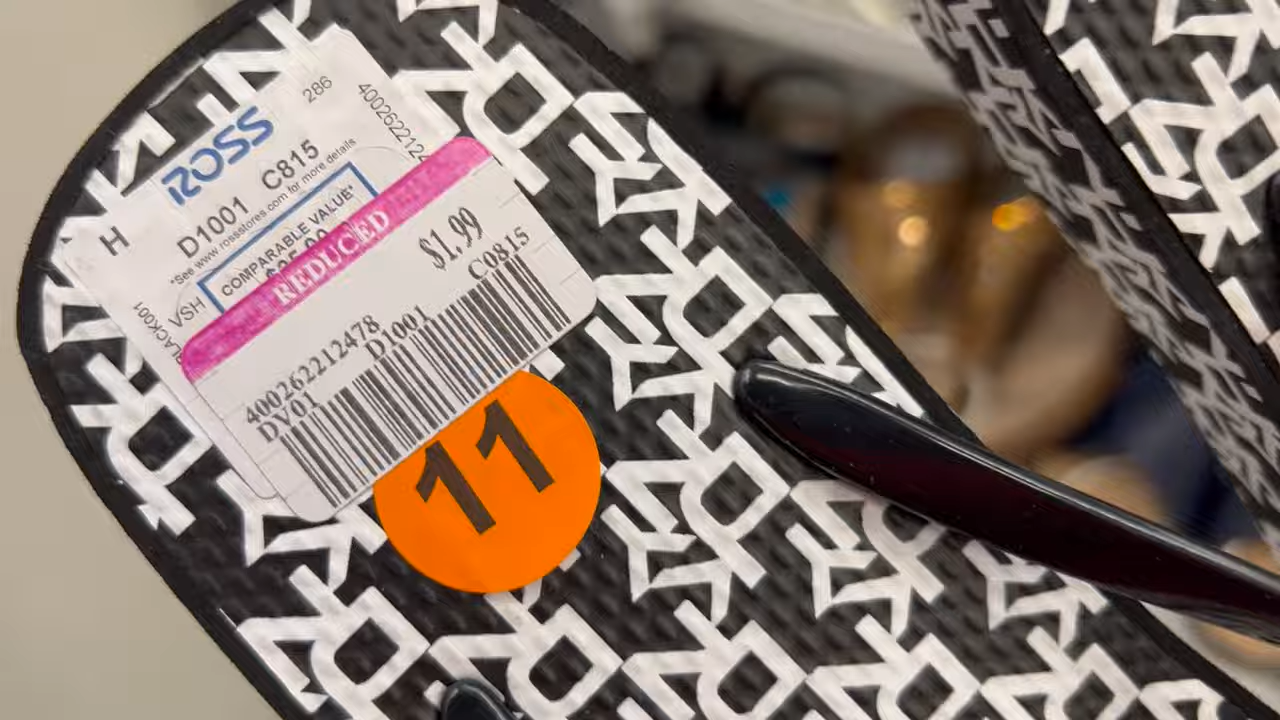 286
400262212
ROSS
D1001 C815
*See www.rossstores.com for more details
H
COMPARABLE VALUE*
VSH
REDUCED
$1.99
C0815
400262212478
DV01 D1001
11